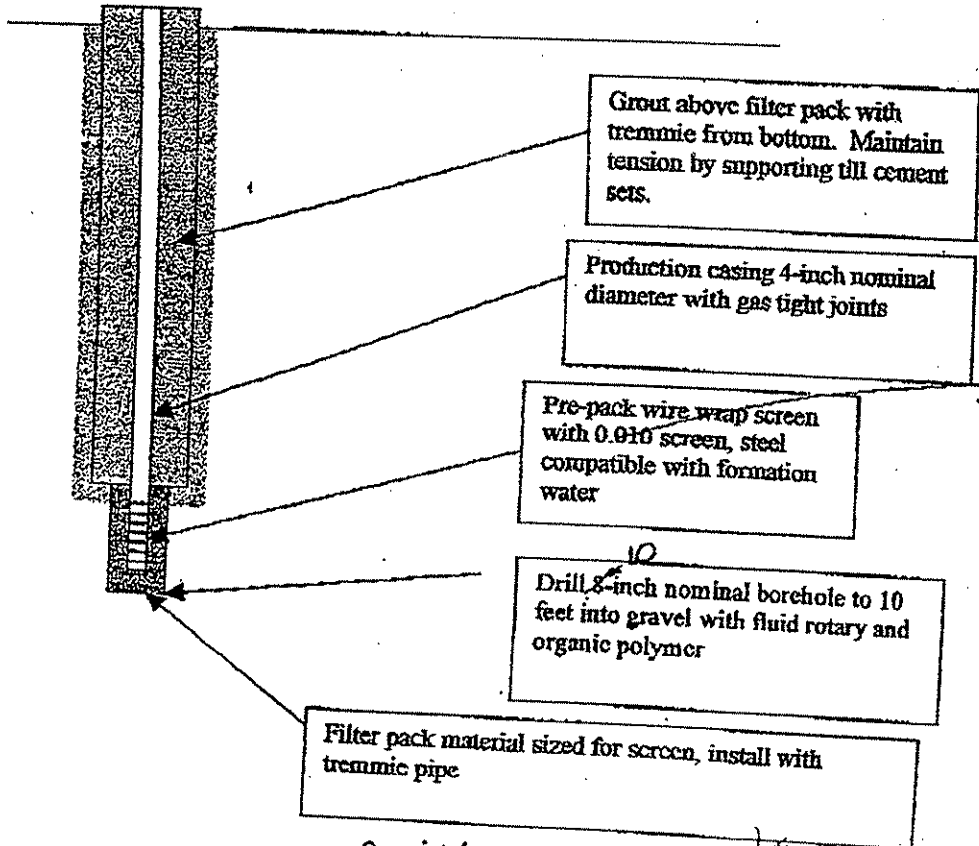 Grout above filter pack with
tremmie from bottom. Maintain
tension by supporting till cement
sets.
Production casing 4-inch nominal
diameter with gas tight joints
Pre-pack wire wrap screen
with 0.010 screen, steel
compatible with formation
water
10
Drill 8-inch nominal borehole to 10
feet into gravel with fluid rotary and
organic polymer
Filter pack material sized for screen, install with
tremmie pipe